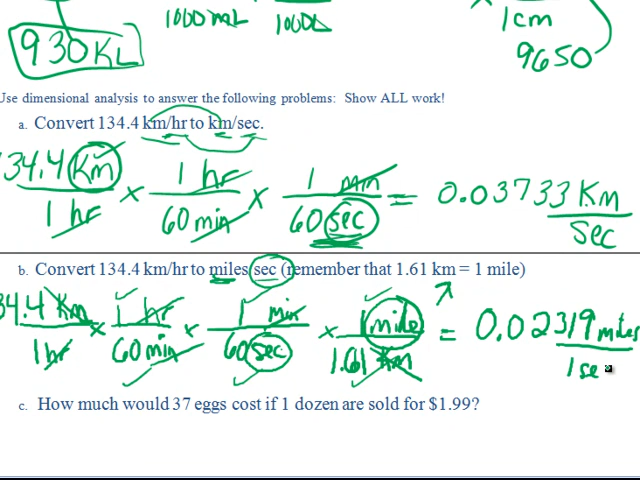 1000mL 1000L 1cm
930KL 9650
Use dimensional analysis to answer the following problems: Show ALL work!
a. Convert 134.4 km/hr to km/sec.
134.4 Km / 1 hr × 1 hr / 60 min × 1 min / 60 sec = 0.03733 Km / Sec
b. Convert 134.4 km/hr to miles/sec (remember that 1.61 km = 1 mile)
34.4 Km / 1 hr × 1 hr / 60 min × 1 min / 60 sec × 1 mile / 1.61 Km = 0.02319 miles / 1 se
c. How much would 37 eggs cost if 1 dozen are sold for $1.99?